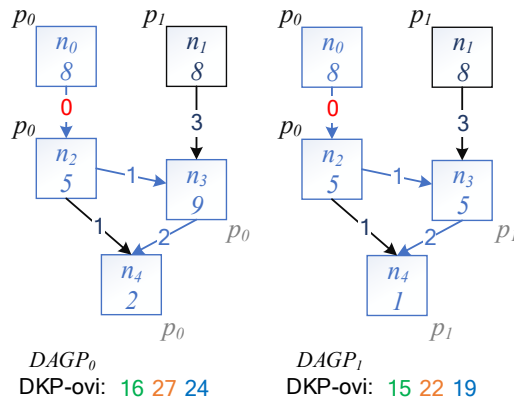 p0 p1 p0 p1
n0 n1 n0 n1
8 8 8 8
0 3 0 3
p0 p0
n2 n3 n2 n3
5 9 5 5
1 1
1 2 1 2
p0 p1
n4 n4
2 1
p0 p1
DAGP0 DAGP1
DKP-ovi: 16 27 24 DKP-ovi: 15 22 19